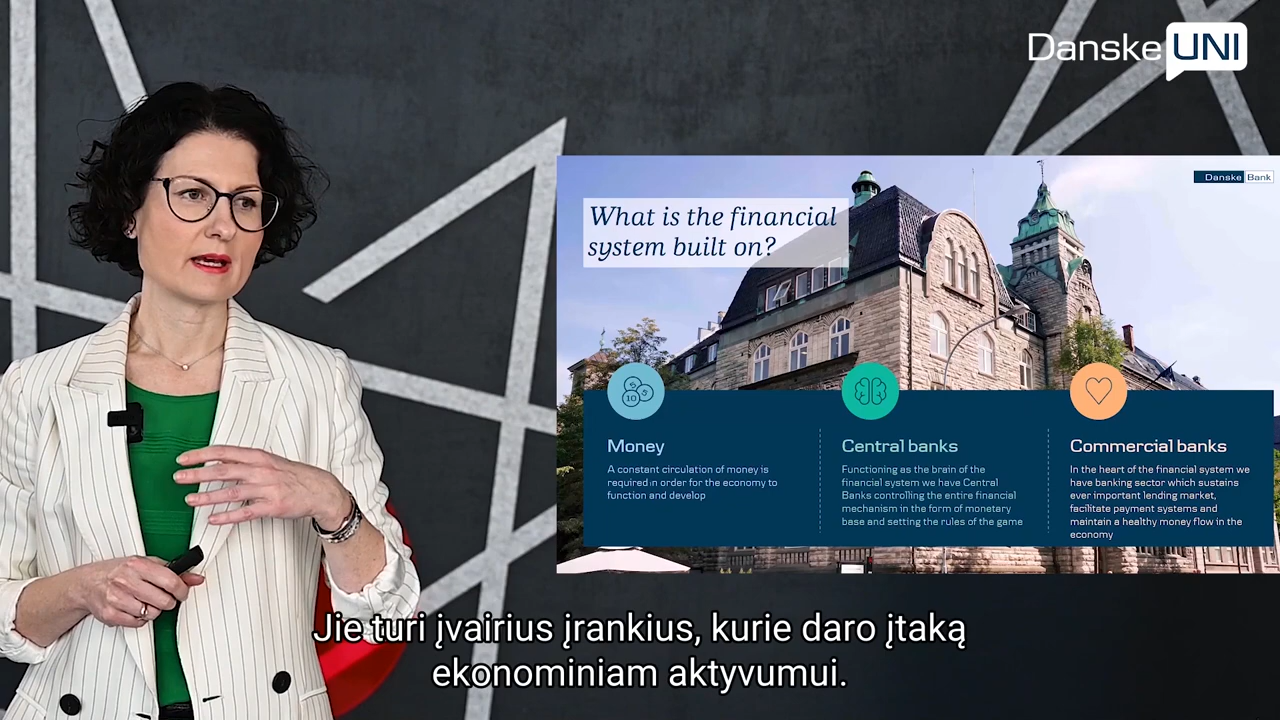 Danske UNI
Danske Bank
What is the financial
system built on?
10
Money
A constant circulation of money is
required in order for the economy to
function and develop
Central banks
Functioning as the brain of the
financial system we have Central
Banks controlling the entire financial
mechanism in the form of monetary
base and setting the rules of the game
Commercial banks
In the heart of the financial system we
have banking sector which sustains
ever important lending market,
facilitate payment systems and
maintain a healthy money flow in the
economy
Jie turi įvairius įrankius, kurie daro įtaką
ekonominiam aktyvumui.